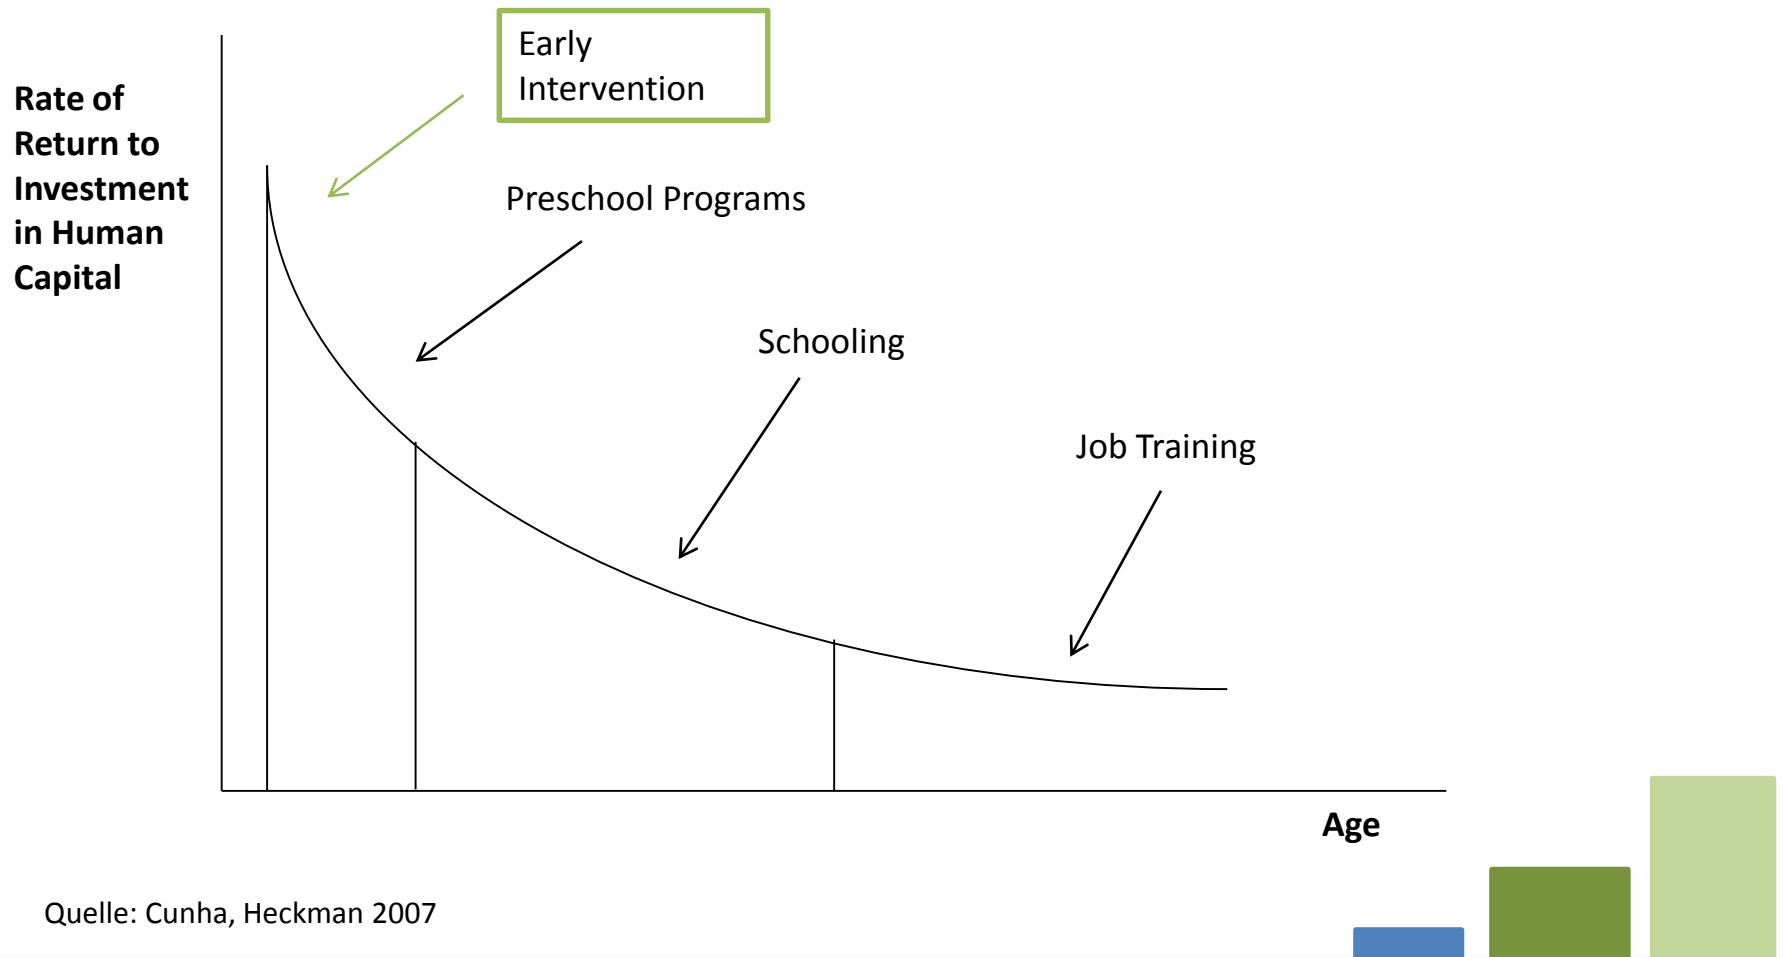 Early
Intervention
Rate of
Return to
Investment
in Human
Capital
Preschool Programs
Schooling
Job Training
Age
Quelle: Cunha, Heckman 2007